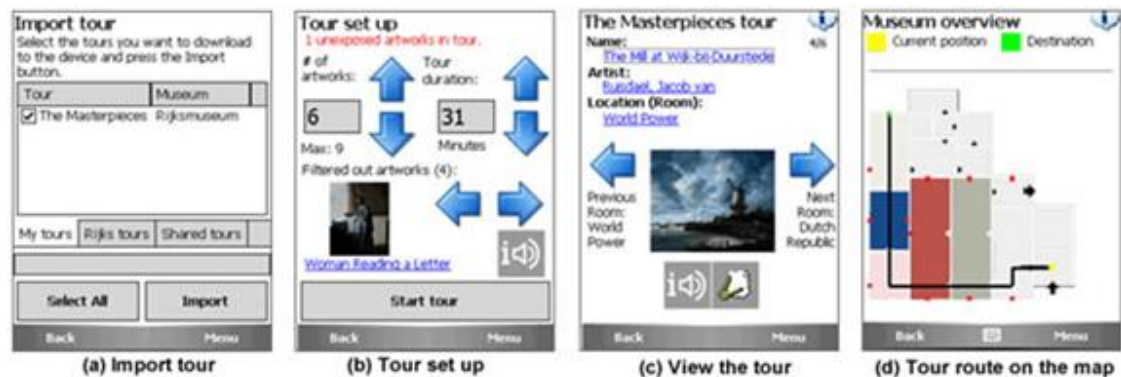 Import tour
Select the tours you want to download
to the device and press the Import
button.
Tour Museum
The Masterpieces Rijksmuseum
My tours Rijks tours Shared tours
Select All Import
Back Menu
(a) Import tour
Tour set up
1 unexposed artworks in tour.
# of
artworks:
Tour
duration:
6
31
Max: 9
Minutes
Filtered out artworks (4):
Woman Reading a Letter
i
Start tour
Back Menu
(b) Tour set up
The Masterpieces tour
i
Name:
4/6
The Mill at Wijk-bij-Duurstede
Artist:
Ruisdael, Jacob van
Location (Room):
World Power
Previous
Room:
World
Power
Next
Room:
Dutch
Republic
i
Back Menu
(c) View the tour
Museum overview
i
Current position Destination
Back Menu
(d) Tour route on the map